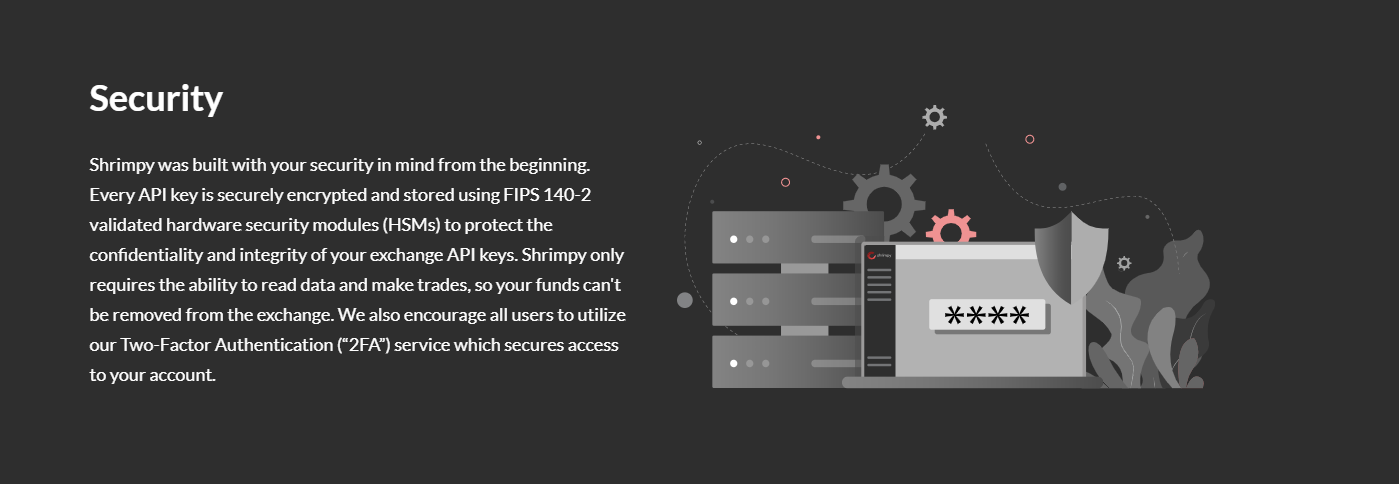 Security
Shrimpy was built with your security in mind from the beginning.
Every API key is securely encrypted and stored using FIPS 140-2
validated hardware security modules (HSMs) to protect the
confidentiality and integrity of your exchange API keys. Shrimpy only
requires the ability to read data and make trades, so your funds can't
be removed from the exchange. We also encourage all users to utilize
our Two-Factor Authentication (“2FA”) service which secures access
to your account.
shrimpy
****